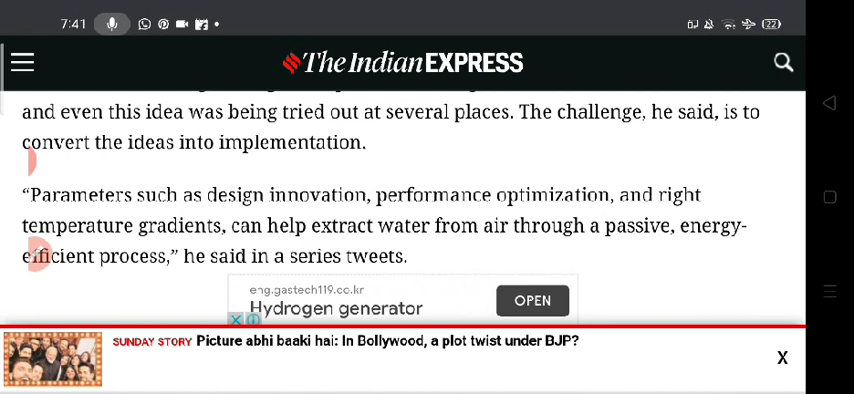 7:41
22
The Indian EXPRESS
and even this idea was being tried out at several places. The challenge, he said, is to
convert the ideas into implementation.
“Parameters such as design innovation, performance optimization, and right
temperature gradients, can help extract water from air through a passive, energy-
efficient process,” he said in a series tweets.
eng.gastech119.co.kr
Hydrogen generator
OPEN
SUNDAY STORY Picture abhi baaki hai: In Bollywood, a plot twist under BJP?
X